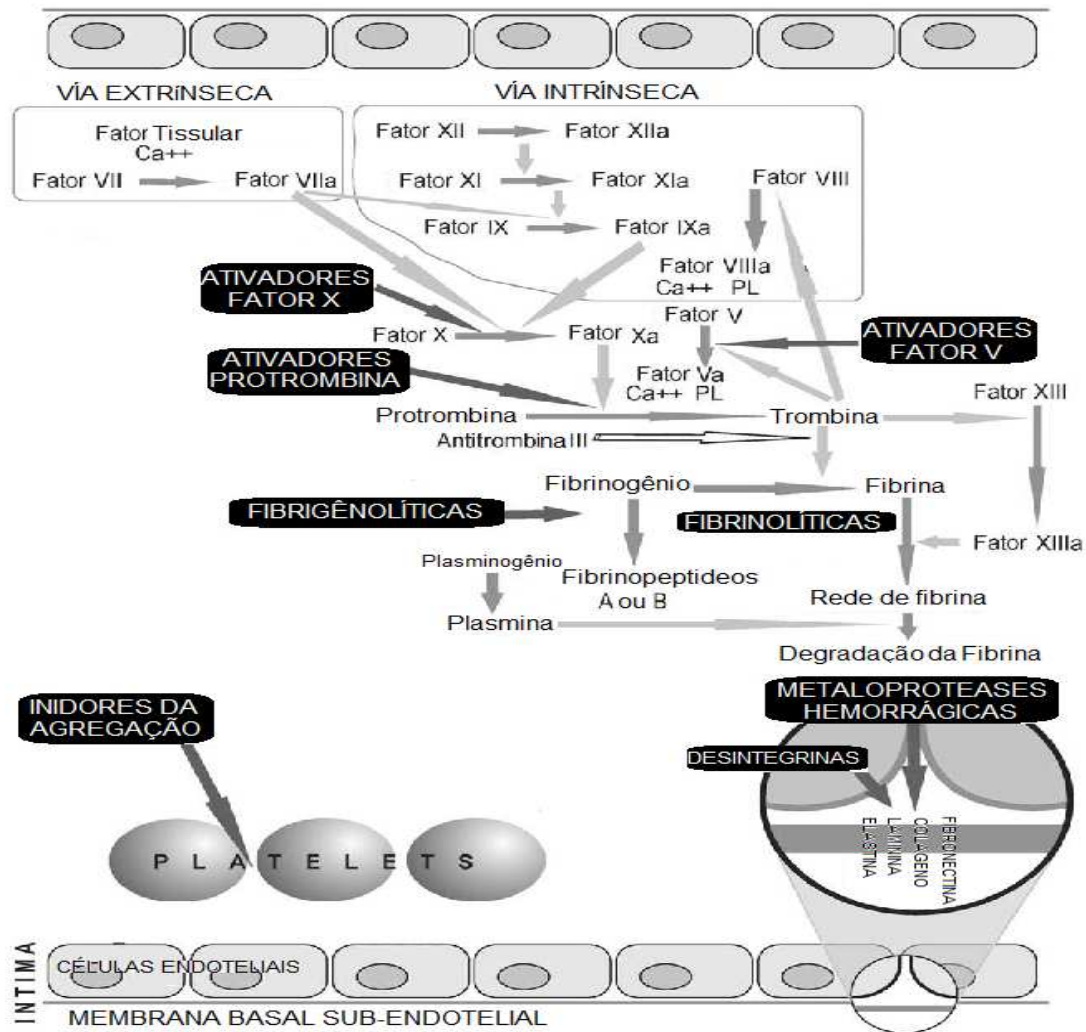 VÍA EXTRÍNSECA
VÍA INTRÍNSECA
Fator Tissular
Ca++
Fator VII
Fator VIIa
Fator XII
Fator XIIa
Fator XI
Fator XIa
Fator VIII
Fator IX
Fator IXa
Fator VIIIa
Ca++ PL
ATIVADORES
FATOR X
Fator V
Fator X
Fator Xa
ATIVADORES
FATOR V
ATIVADORES
PROTROMBINA
Fator Va
Ca++ PL
Fator XIII
Protrombina
Trombina
Antitrombina III
Fibrinogênio
Fibrina
FIBRIGÊNOLÍTICAS
FIBRINOLÍTICAS
Fator XIIIa
Plasminogênio
Fibrinopeptideos
A ou B
Rede de fibrina
Plasmina
Degradação da Fibrina
INIDORES DA
AGREGAÇÃO
METALOPROTEASES
HEMORRÁGICAS
DESINTEGRINAS
FIBRONECTINA
COLAGENO
LAMININA
ELASTINA
PLATELETS
INTIMA
CÉLULAS ENDOTELIAIS
MEMBRANA BASAL SUB-ENDOTELIAL